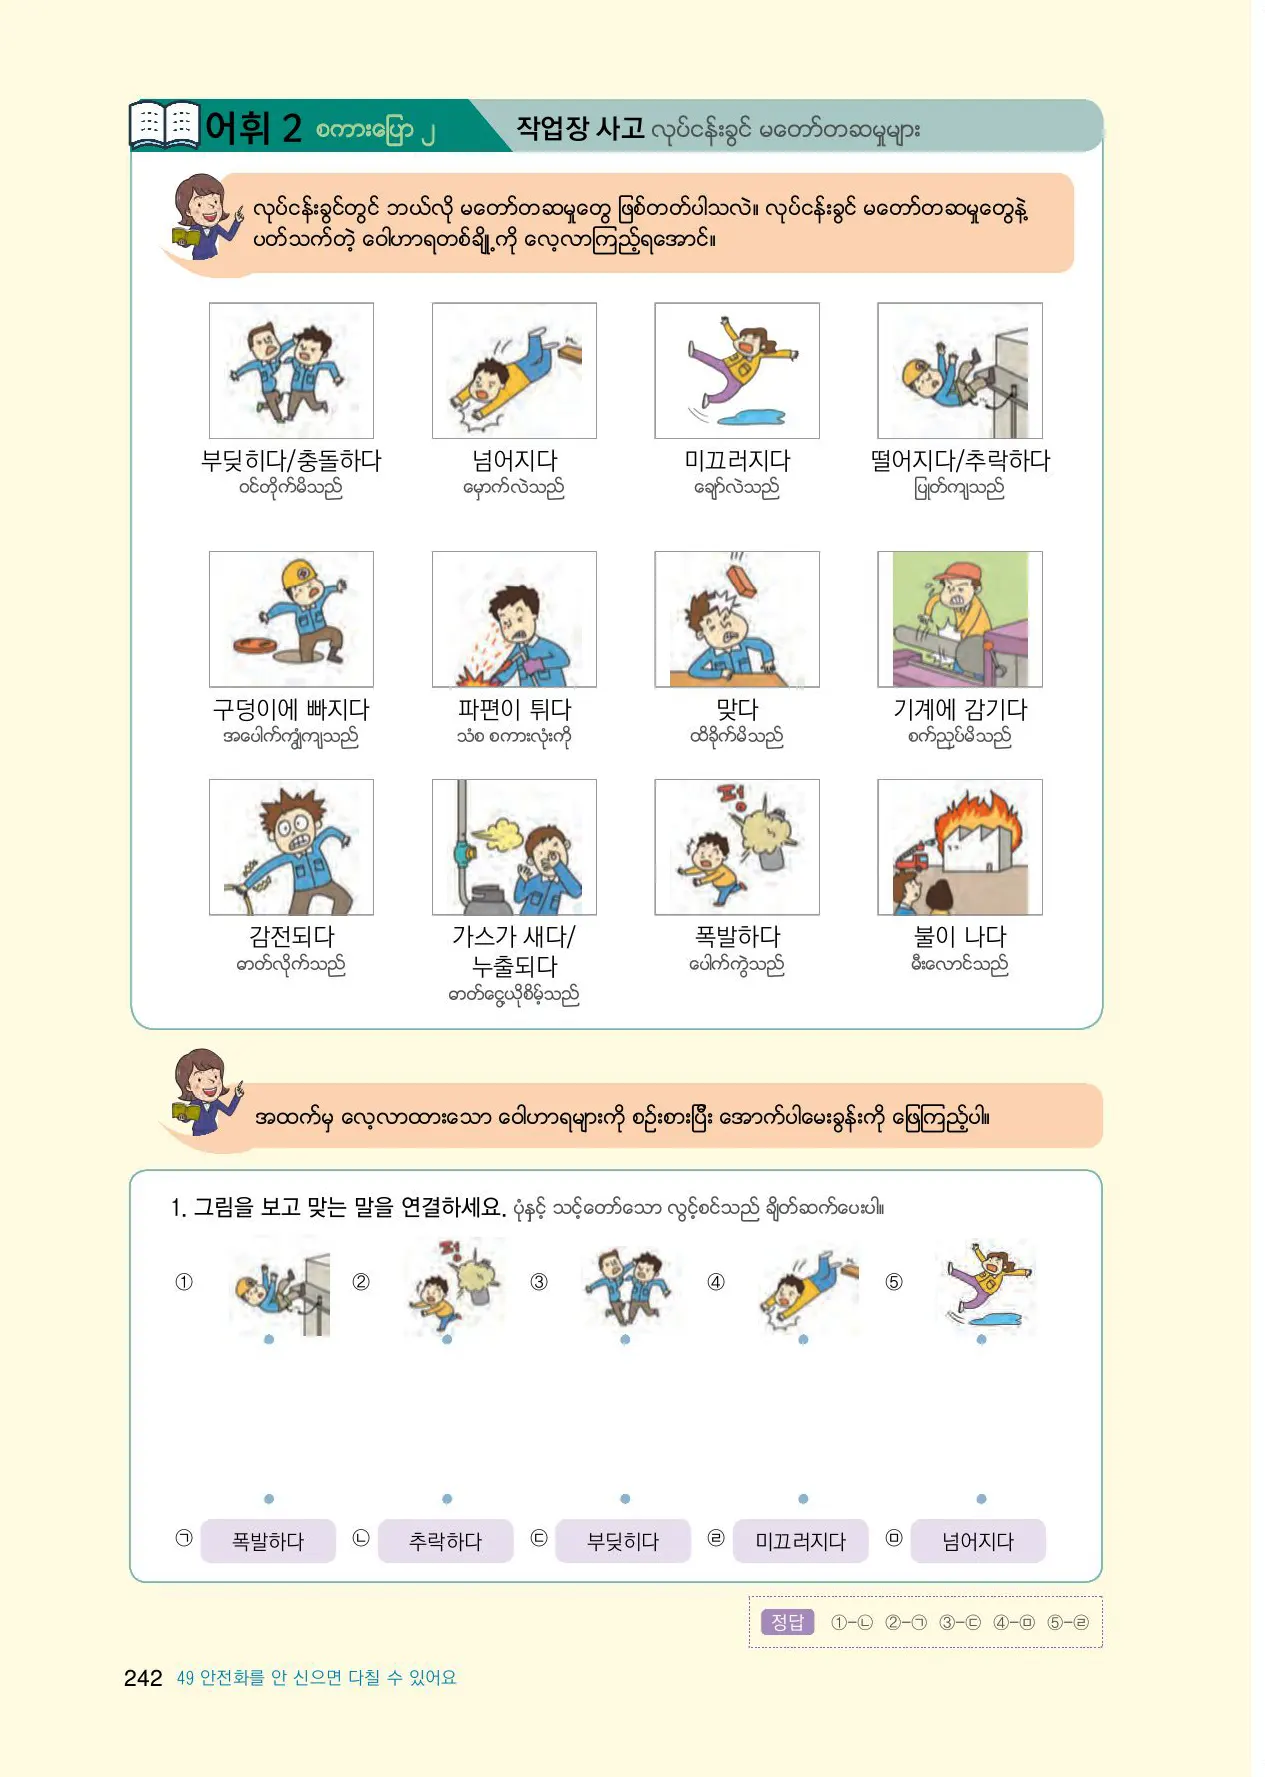 어휘 2 စကားပြော ၂ 작업장 사고 လုပ်ငန်းခွင် မတော်တဆမှုများ
လုပ်ငန်းခွင်တွင် ဘယ်လို မတော်တဆမှုတွေ ဖြစ်တတ်ပါသလဲ။ လုပ်ငန်းခွင် မတော်တဆမှုတွေနဲ့
ပတ်သက်တဲ့ ဝေါဟာရတစ်ချို့ကို လေ့လာကြည့်ရအောင်။
부딪히다/충돌하다 넘어지다 미끄러지다 떨어지다/추락하다
ဝင်တိုက်မိသည် မှောက်လဲသည် ချော်လဲသည် ပြုတ်ကျသည်
구덩이에 빠지다 파편이 튀다 맞다 기계에 감기다
အပေါက်ကျွံကျသည် သံစ စကားလုံးကို ထိခိုက်မိသည် စက်ညှပ်မိသည်
펑
감전되다 가스가 새다/ 폭발하다 불이 나다
ဓာတ်လိုက်သည် 누출되다 ပေါက်ကွဲသည် မီးလောင်သည်
ဓာတ်ငွေ့ယိုစိမ့်သည်
အထက်မှ လေ့လာထားသော ဝေါဟာရများကို စဉ်းစားပြီး အောက်ပါမေးခွန်းကို ဖြေကြည့်ပါ။
1. 그림을 보고 맞는 말을 연결하세요. ပုံနှင့် သင့်တော်သော လွင့်စင်သည် ချိတ်ဆက်ပေးပါ။
펑
① ② ③ ④ ⑤
㉠ 폭발하다 ㉡ 추락하다 ㉢ 부딪히다 ㉣ 미끄러지다 ㉤ 넘어지다
정답 ①-㉡ ②-㉠ ③-㉢ ④-㉤ ⑤-㉣
242 49 안전화를 안 신으면 다칠 수 있어요